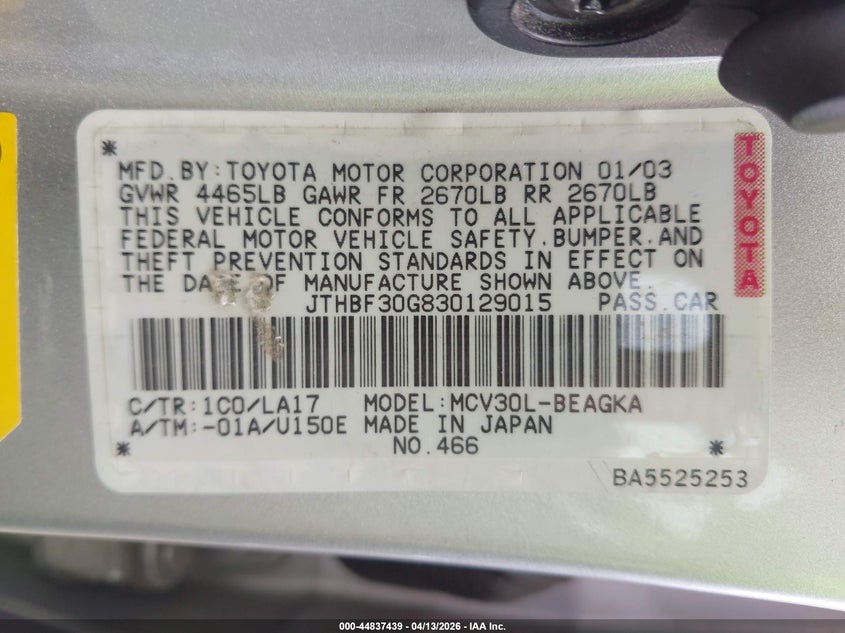 *
MFD.BY:TOYOTA MOTOR CORPORATION 01/03
GVWR 4465LB GAWR FR 2670LB RR 2670LB
THIS VEHICLE CONFORMS TO ALL APPLICABLE
FEDERAL MOTOR VEHICLE SAFETY.BUMPER.AND
THEFT PREVENTION STANDARDS IN EFFECT ON
THE DATE OF MANUFACTURE SHOWN ABOVE.
JTHBF30G830129015 PASS.CAR
TOYOTA
C/TR:1C0/LA17 MODEL:MCV30L-BEAGKA
A/TM:-01A/U150E MADE IN JAPAN
* NO.466 *
BA5525253
000-44837439 - 04/13/2026 - IAA Inc.